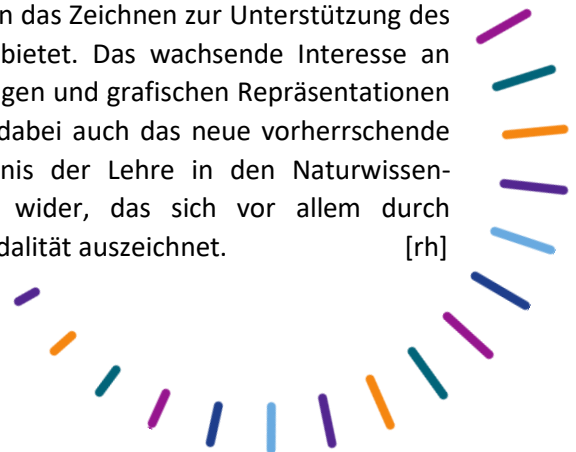 n das Zeichnen zur Unterstützung des
bietet. Das wachsende Interesse an
gen und grafischen Repräsentationen
dabei auch das neue vorherrschende
nis der Lehre in den Naturwissen-
wider, das sich vor allem durch
dalität auszeichnet. [rh]